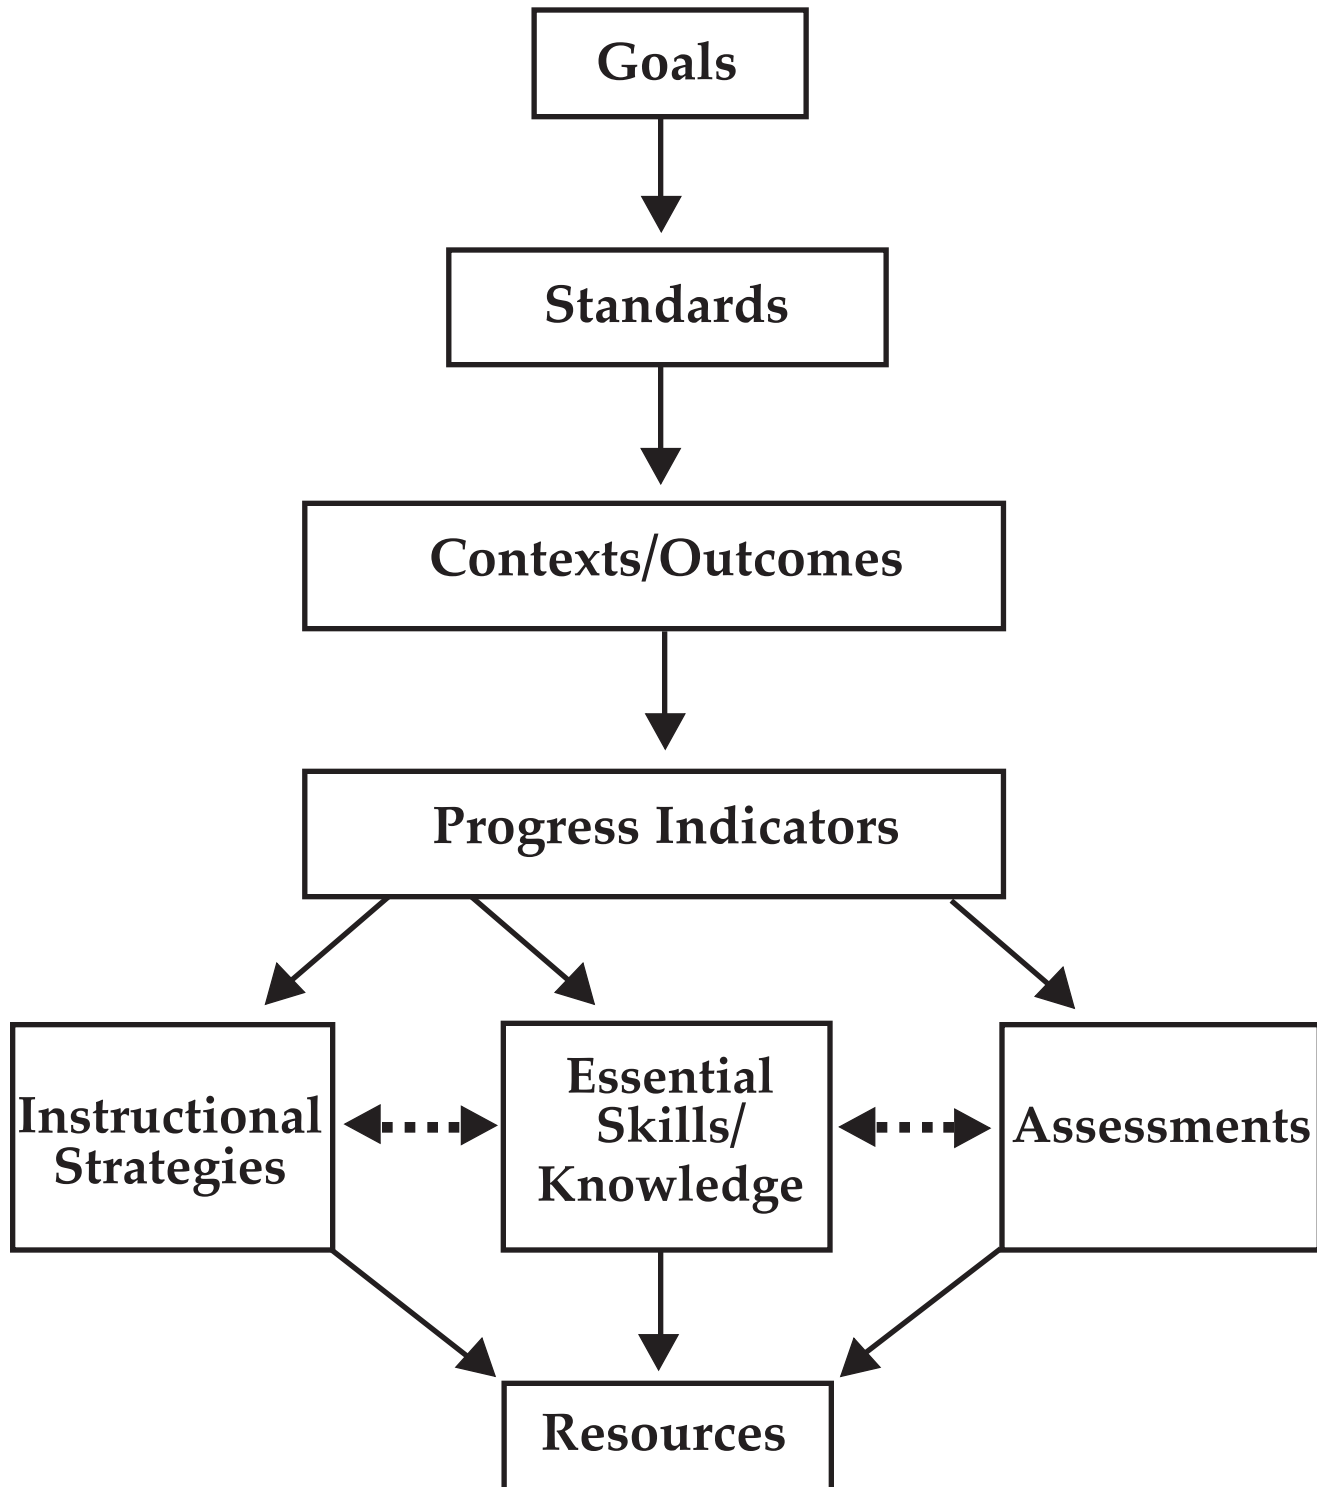 Goals
Standards
Contexts/Outcomes
Progress Indicators
Instructional
Strategies
Essential
Skills/
Knowledge
Assessments
Resources